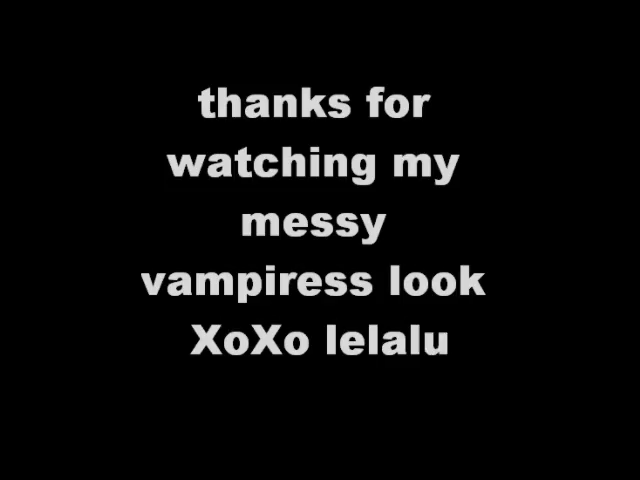 thanks for
watching my
messy
vampiress look
XoXo lelalu